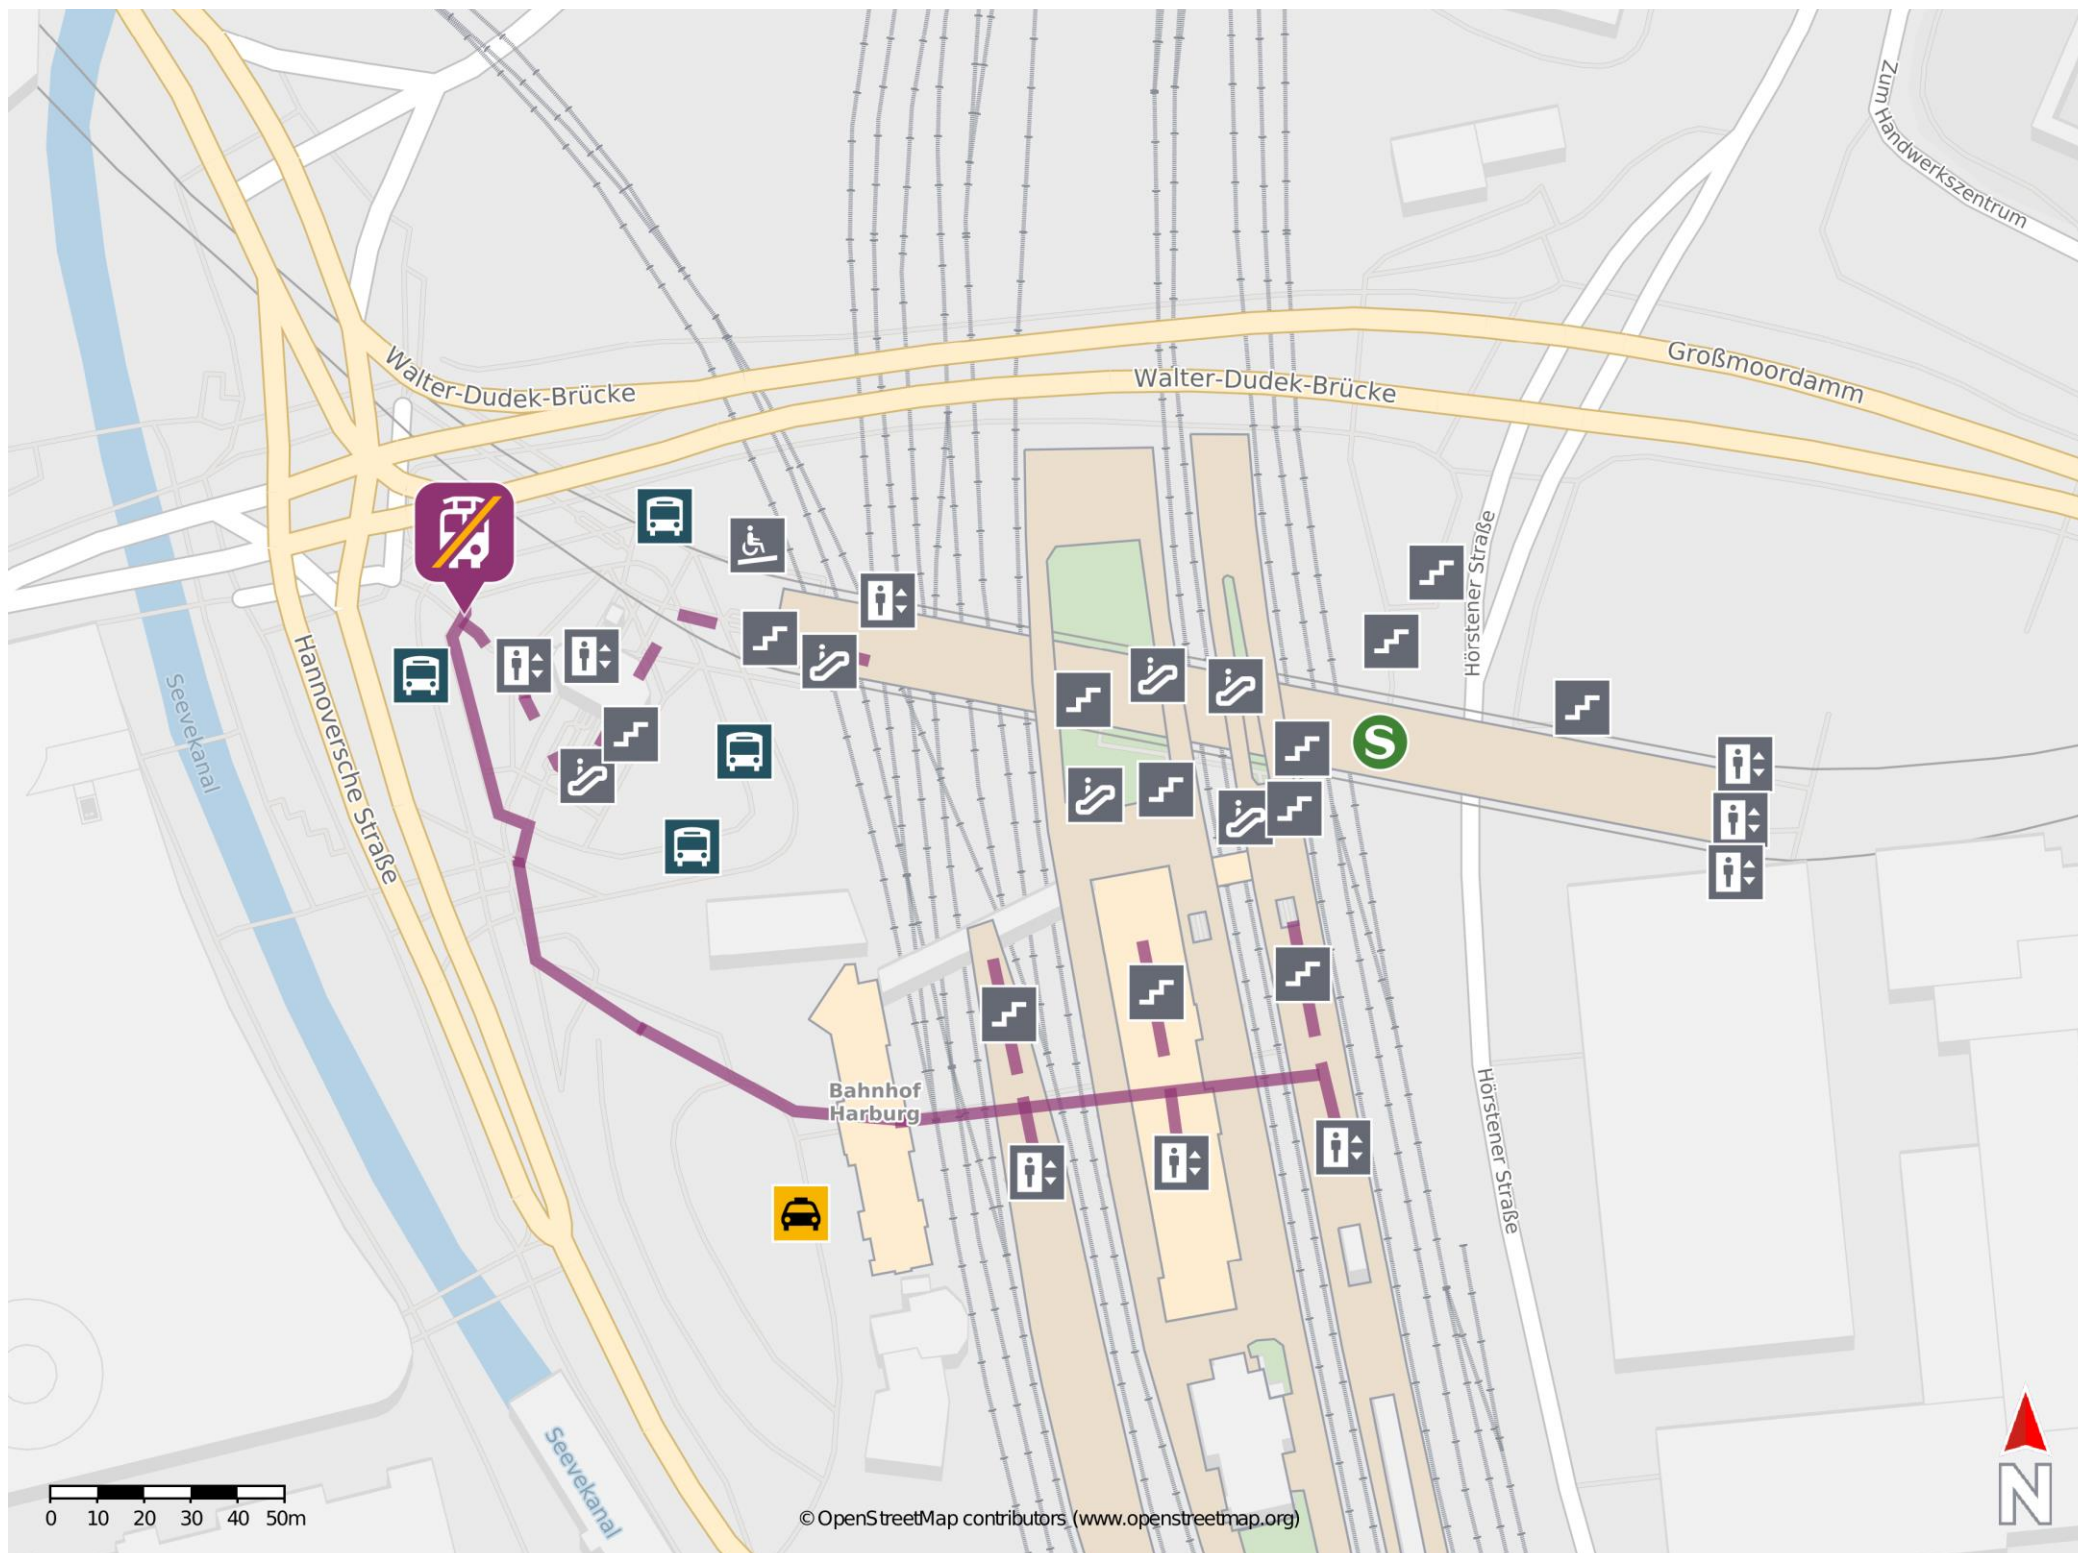 Zum Handwerkszentrum
Walter-Dudek-Brücke
Walter-Dudek-Brücke
Großmoordamm
Hörstener Straße
Hannoversche Straße
Seevekanal
S
Bahnhof
Harburg
Hörstener Straße
Seevekanal
0 10 20 30 40 50m
© OpenStreetMap contributors (www.openstreetmap.org)
N